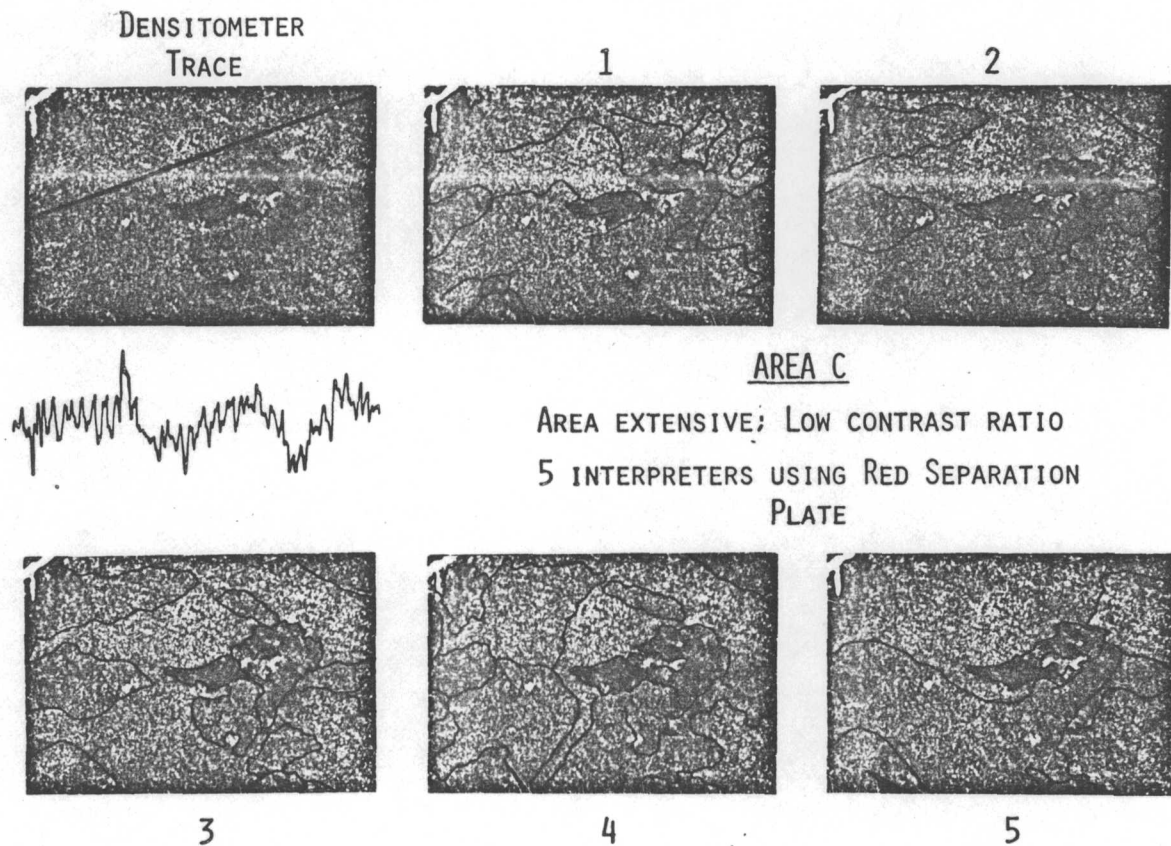 DENSITOMETER
TRACE
1
2
AREA C
AREA EXTENSIVE; LOW CONTRAST RATIO
5 INTERPRETERS USING RED SEPARATION
PLATE
3
4
5